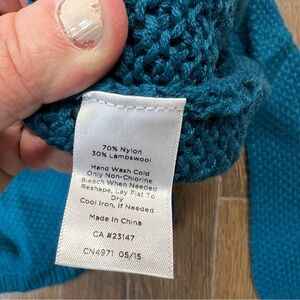 70% Nylon
30% Lambswool
Hand Wash Cold
Only Non-Chlorine
Bleach When Needed
Reshape, Lay Flat To
Dry
Cool Iron, If Needed
Made In China
CA #23147
CN4971 05/15